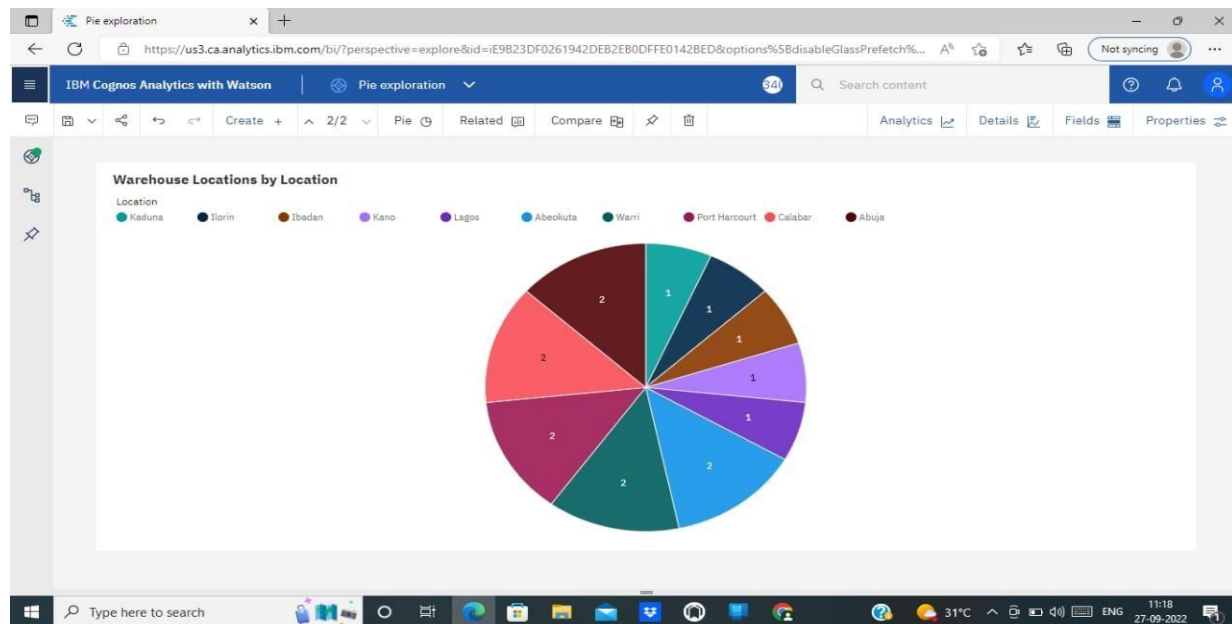 Pie exploration
https://us3.ca.analytics.ibm.com/bi/?perspective=explore&id=iE9B23DF0261942DEB2EB0DFFE0142BED&options%5BdisableGlassPrefetch%...
Not syncing
IBM Cognos Analytics with Watson
Pie exploration
Search content
Create +
2/2
Pie
Related
Compare
Analytics
Details
Fields
Properties
Warehouse Locations by Location
Location
Kaduna Ilorin Ibadan Kano Lagos Abeokuta Warri Port Harcourt Calabar Abuja
1
2
1
1
2
1
1
2
2
2
Type here to search
31°C
ENG
11:18
27-09-2022